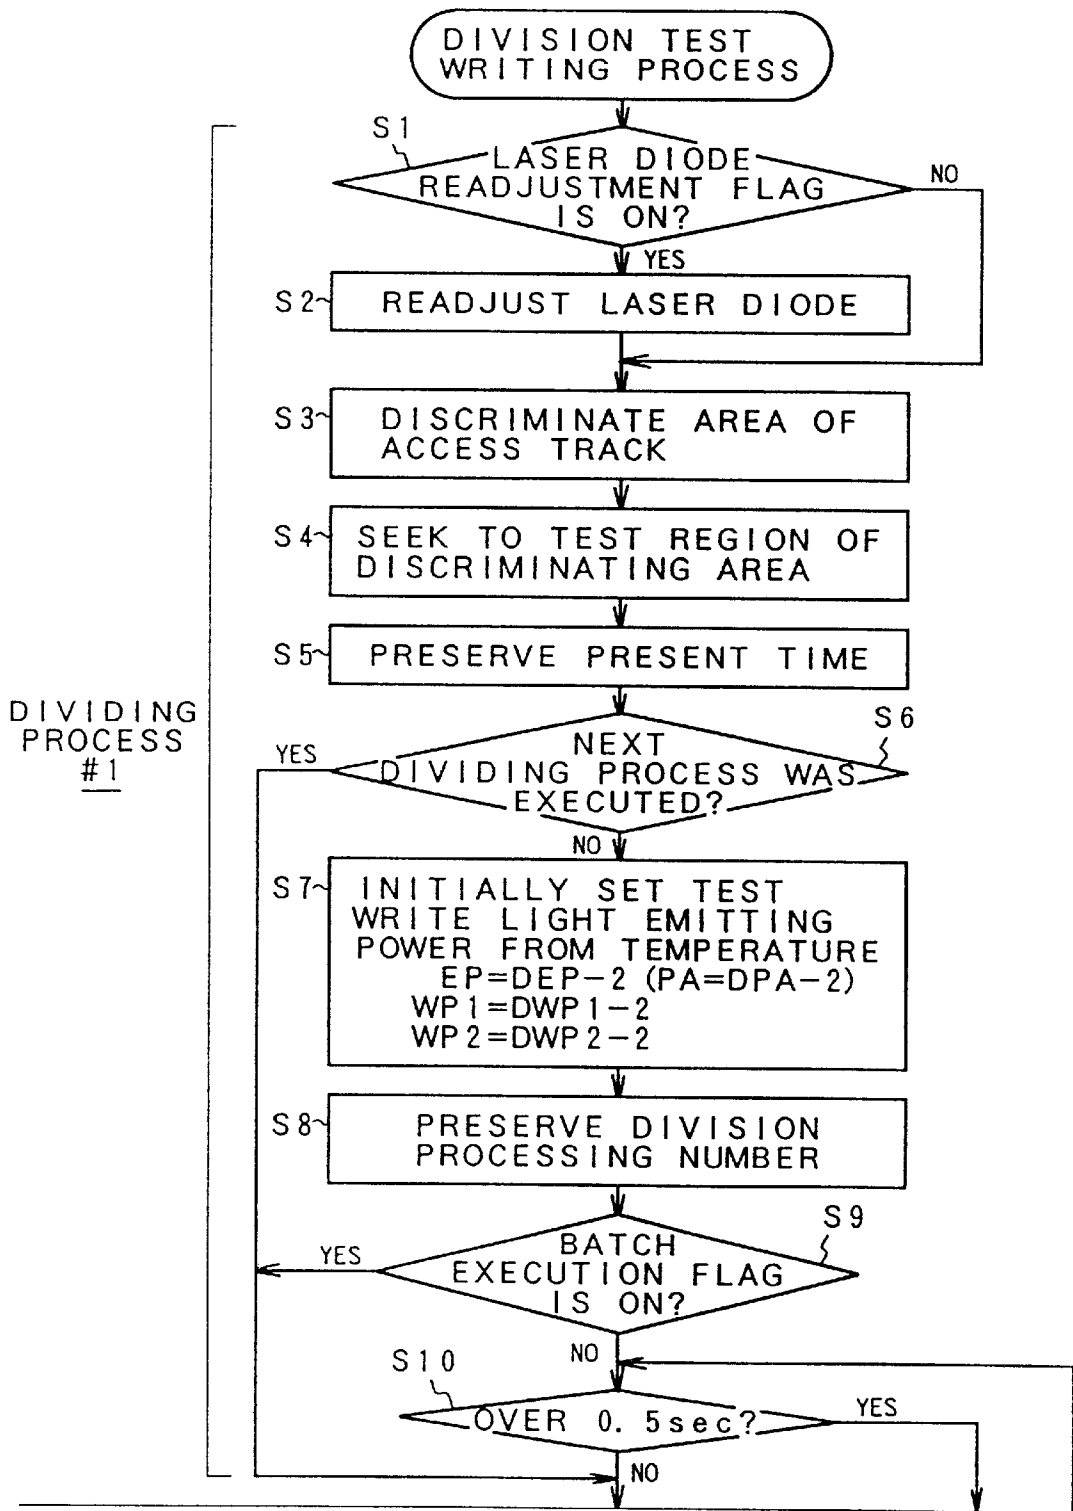 DIVISION TEST
WRITING PROCESS
S1
LASER DIODE
READJUSTMENT FLAG
IS ON?
NO
YES
S2
READJUST LASER DIODE
S3
DISCRIMINATE AREA OF
ACCESS TRACK
S4
SEEK TO TEST REGION OF
DISCRIMINATING AREA
S5
PRESERVE PRESENT TIME
DIVIDING
PROCESS
#1
S6
YES
NEXT
DIVIDING PROCESS WAS
EXECUTED?
NO
S7
INITIALLY SET TEST
WRITE LIGHT EMITTING
POWER FROM TEMPERATURE
EP=DEP-2 (PA=DPA-2)
WP1=DWP1-2
WP2=DWP2-2
S8
PRESERVE DIVISION
PROCESSING NUMBER
S9
YES
BATCH
EXECUTION FLAG
IS ON?
NO
S10
OVER 0.5sec?
YES
NO